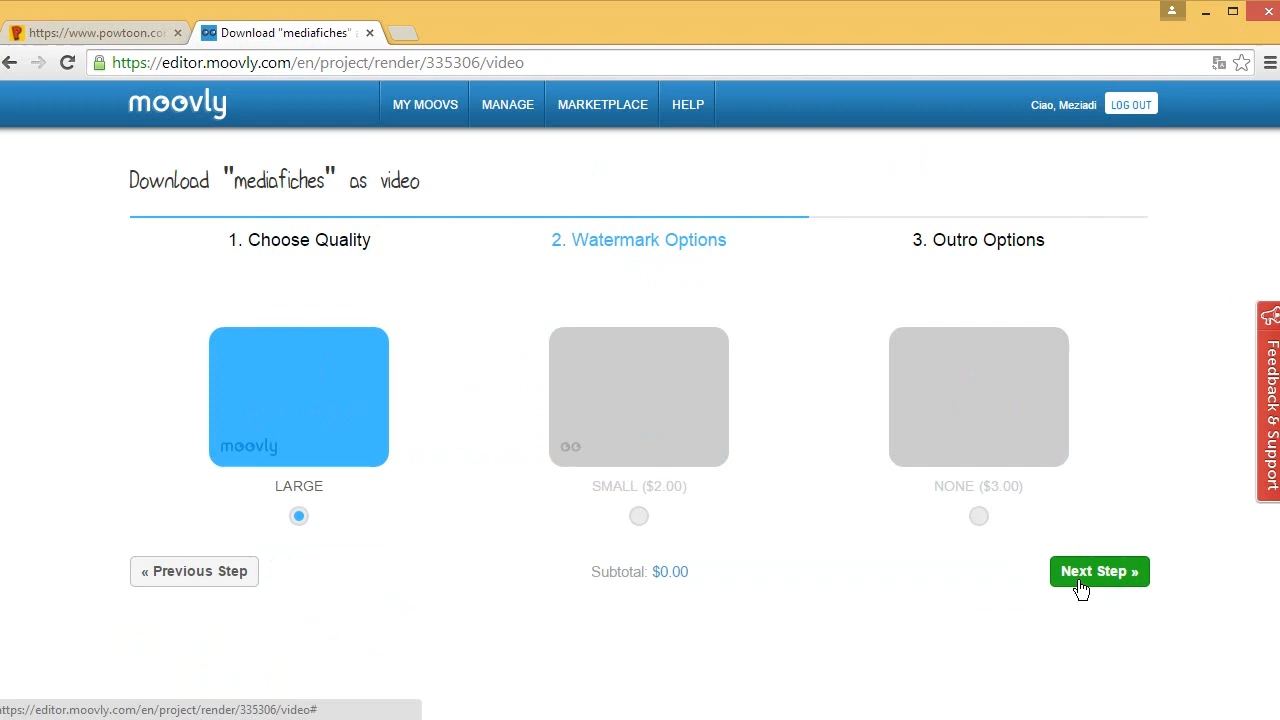 https://www.powtoon.co
Download "mediafiches"
https://editor.moovly.com/en/project/render/335306/video
moovly
MY MOOVS
MANAGE
MARKETPLACE
HELP
Ciao, Meziadi
LOG OUT
Download "mediafiches" as video
1. Choose Quality
2. Watermark Options
3. Outro Options
moovly
LARGE
SMALL ($2.00)
NONE ($3.00)
« Previous Step
Subtotal: $0.00
Next Step »
Feedback & Support
https://editor.moovly.com/en/project/render/335306/video#